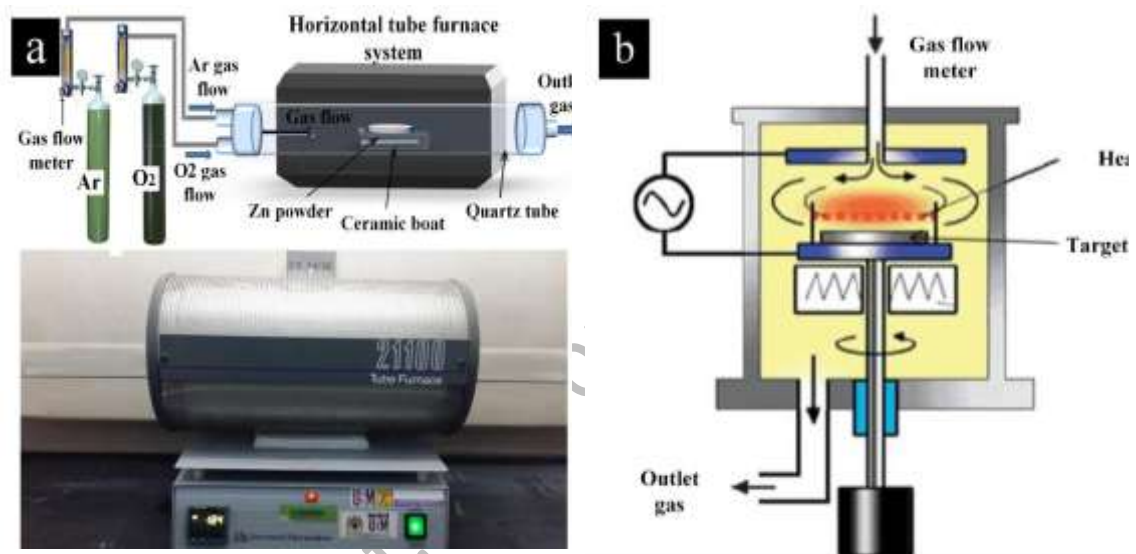 a
Horizontal tube furnace
system
Ar gas
flow
Gas flow
Outl
gas
Gas flow
meter
Ar
O2
O2 gas
flow
Zn powder
Ceramic boat
Quartz tube
21100
Tube Furnace
b
Gas flow
meter
Hea
Target
Outlet
gas